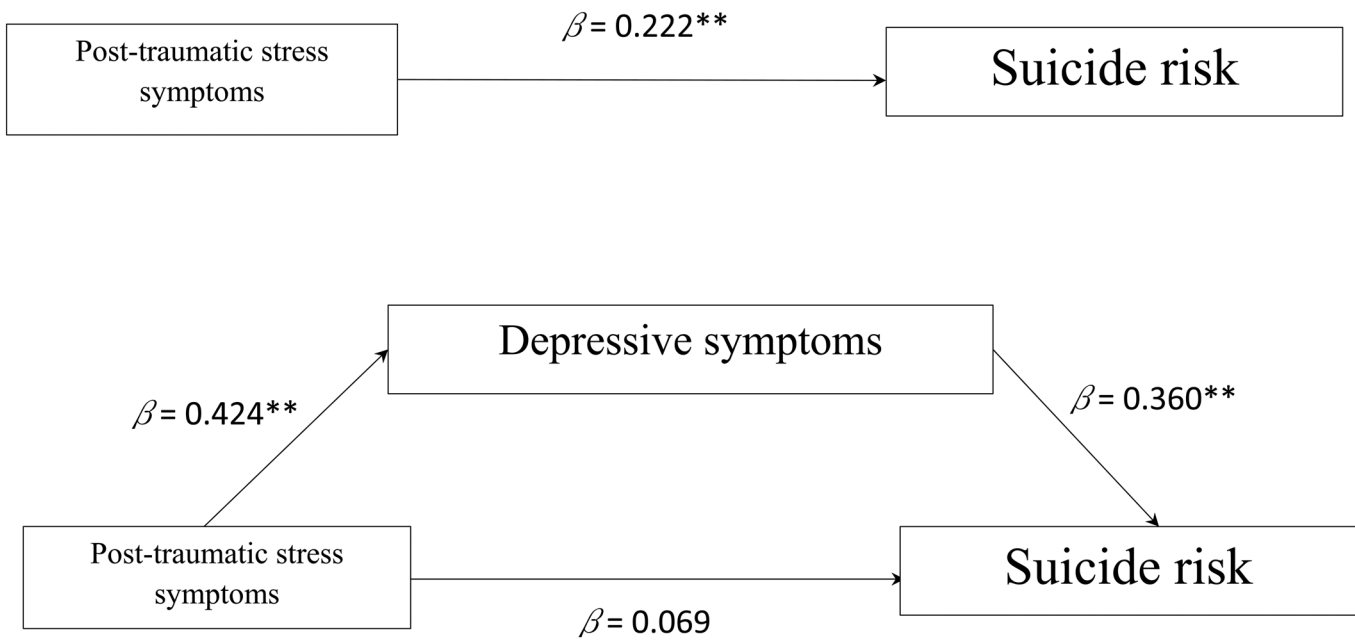 β = 0.222**
Post-traumatic stress
symptoms
Suicide risk
Depressive symptoms
β = 0.424**
β = 0.360**
Post-traumatic stress
symptoms
Suicide risk
β = 0.069